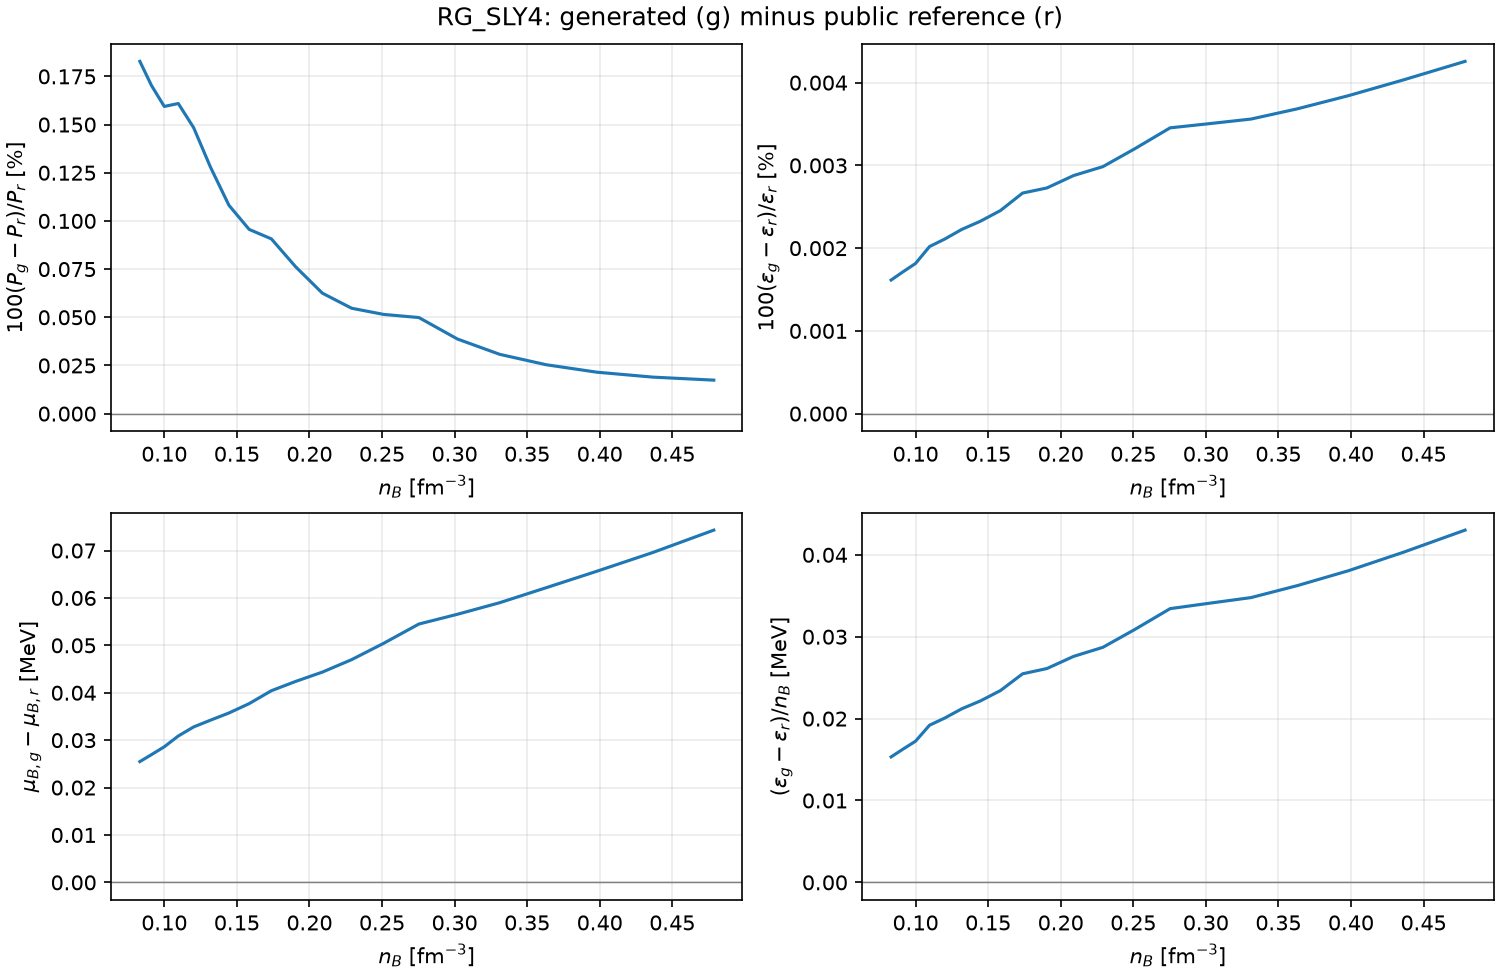 RG_SLY4: generated (g) minus public reference (r)
100(P_g − P_r)/P_r [%]
0.175
0.150
0.125
0.100
0.075
0.050
0.025
0.000
0.10 0.15 0.20 0.25 0.30 0.35 0.40 0.45
n_B [fm⁻³]
100(ε_g − ε_r)/ε_r [%]
0.004
0.003
0.002
0.001
0.000
0.10 0.15 0.20 0.25 0.30 0.35 0.40 0.45
n_B [fm⁻³]
μ_{B,g} − μ_{B,r} [MeV]
0.07
0.06
0.05
0.04
0.03
0.02
0.01
0.00
0.10 0.15 0.20 0.25 0.30 0.35 0.40 0.45
n_B [fm⁻³]
(ε_g − ε_r)/n_B [MeV]
0.04
0.03
0.02
0.01
0.00
0.10 0.15 0.20 0.25 0.30 0.35 0.40 0.45
n_B [fm⁻³]